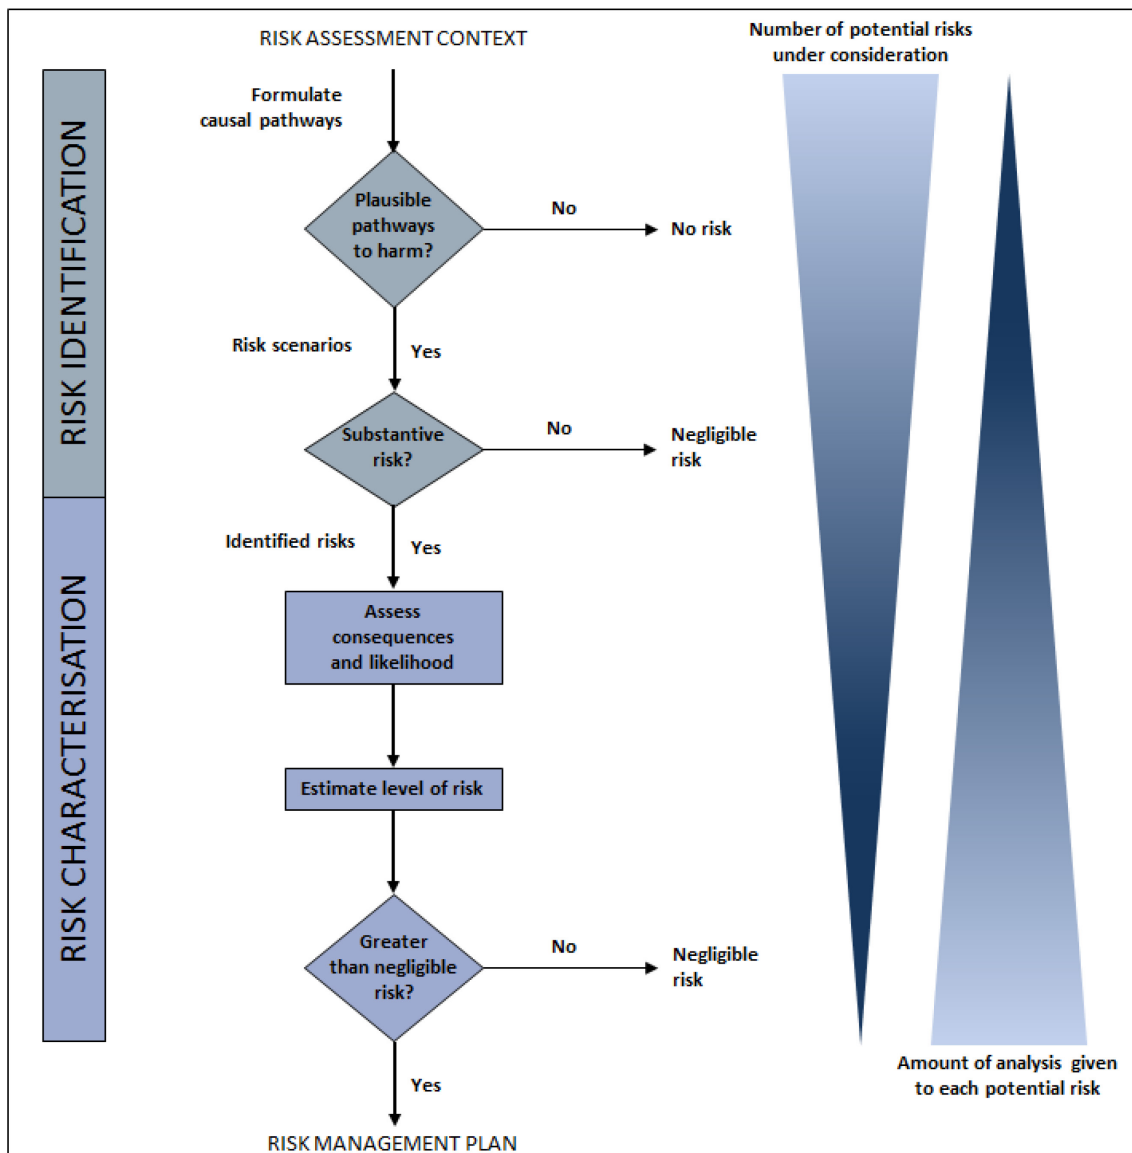 RISK ASSESSMENT CONTEXT
Number of potential risks
under consideration
RISK IDENTIFICATION
Formulate
causal pathways
Plausible
pathways
to harm?
No
No risk
Risk scenarios
Yes
Substantive
risk?
No
Negligible
risk
RISK CHARACTERISATION
Identified risks
Yes
Assess
consequences
and likelihood
Estimate level of risk
Greater
than negligible
risk?
No
Negligible
risk
Yes
Amount of analysis given
to each potential risk
RISK MANAGEMENT PLAN